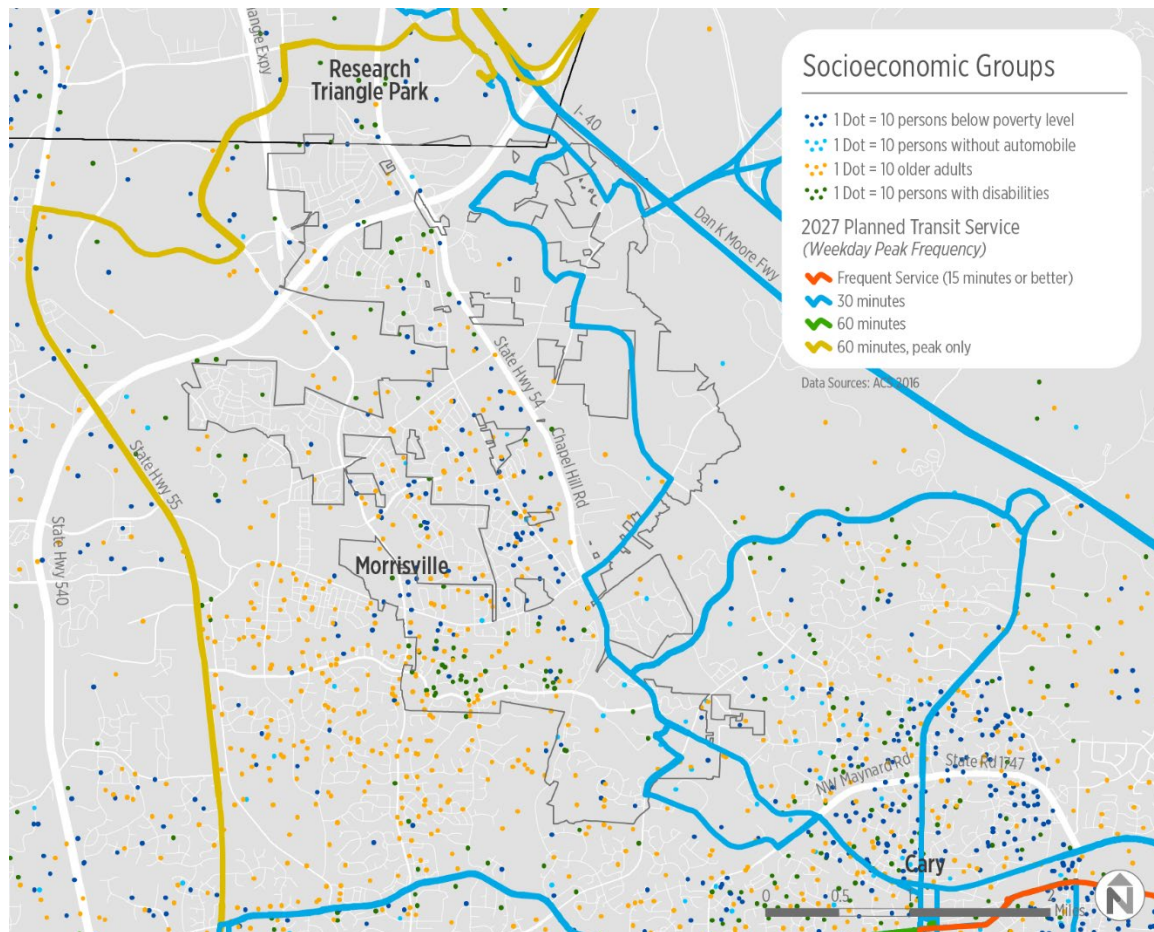 Research
Triangle Park
angle Expy
I-40
Dan K Moore Fwy
State Hwy 54
Chapel Hill Rd
State Hwy 55
State Hwy 540
Morrisville
NW Maynard Rd
State Rd 1747
Cary
Socioeconomic Groups
1 Dot = 10 persons below poverty level
1 Dot = 10 persons without automobile
1 Dot = 10 older adults
1 Dot = 10 persons with disabilities
2027 Planned Transit Service
(Weekday Peak Frequency)
Frequent Service (15 minutes or better)
30 minutes
60 minutes
60 minutes, peak only
Data Sources: ACS 2016
0 0.5 1 2
Miles
N